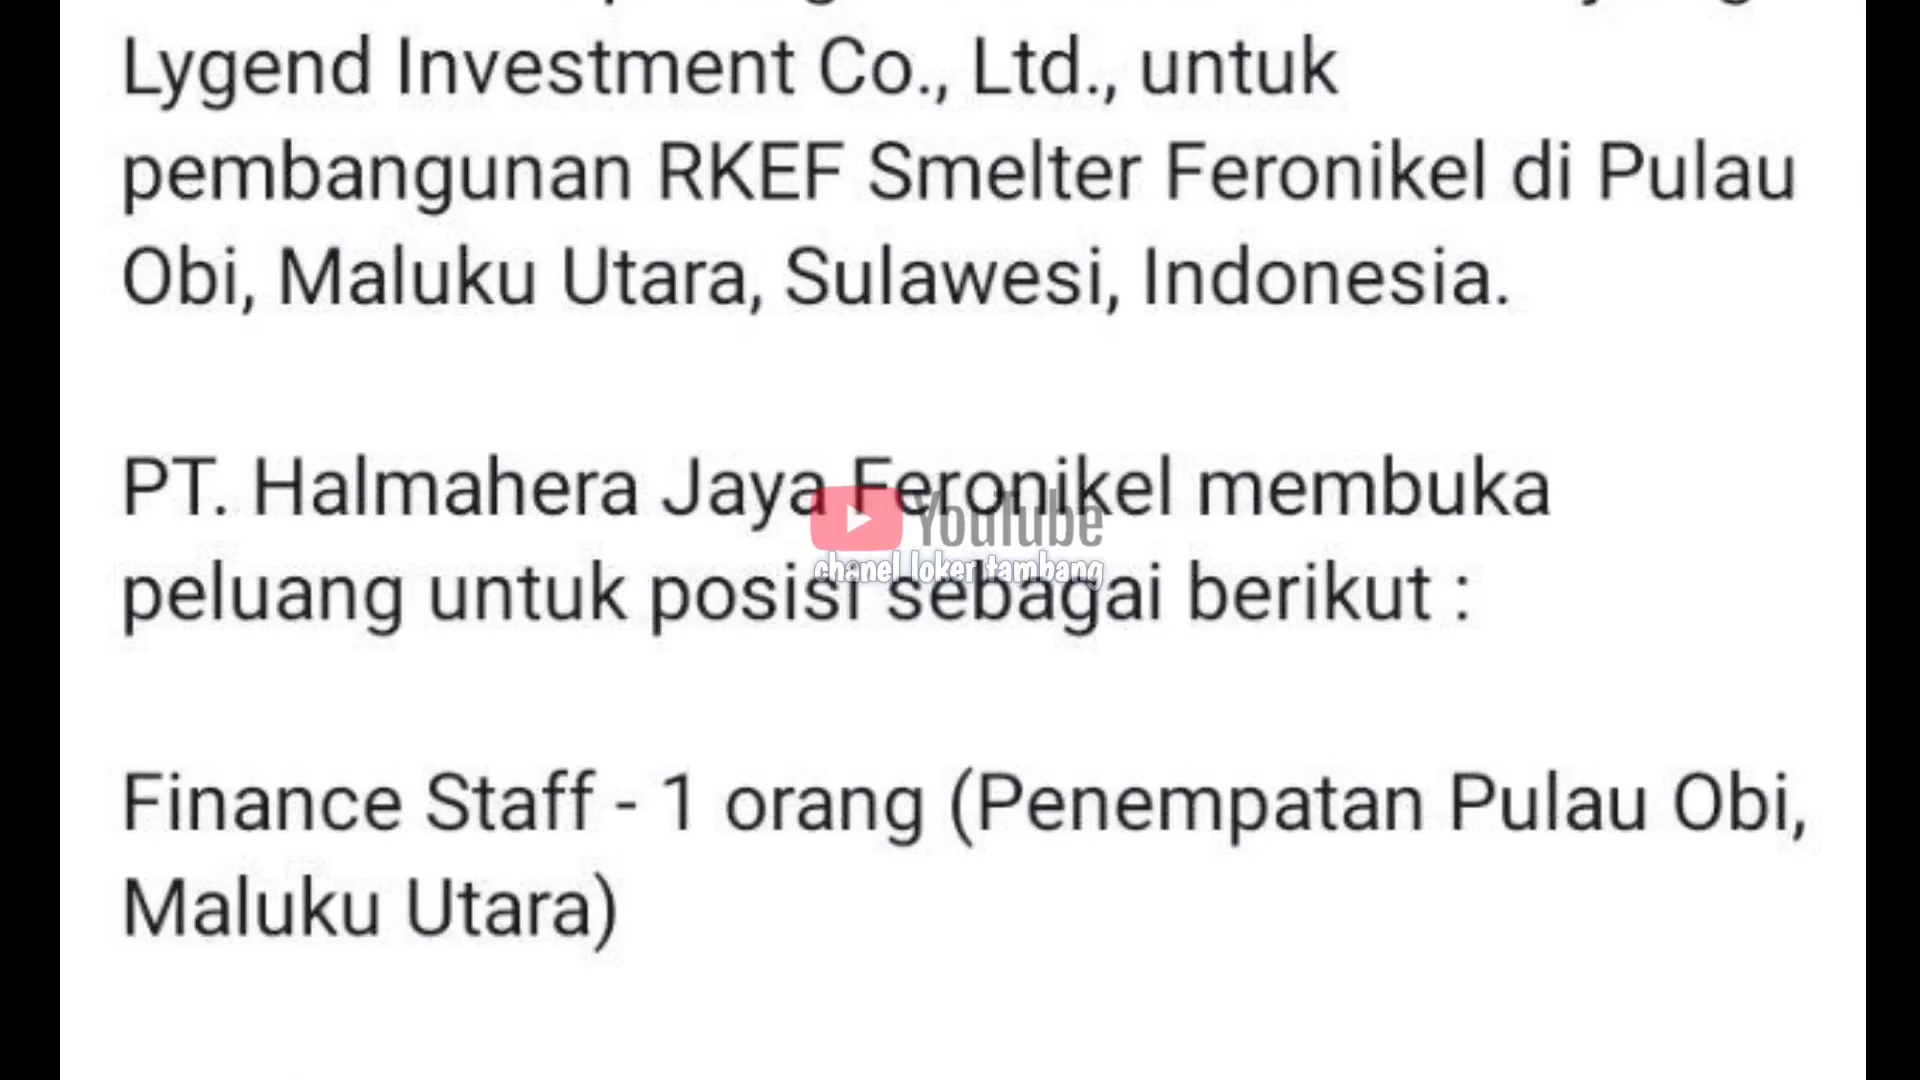 Lygend Investment Co., Ltd., untuk
pembangunan RKEF Smelter Feronikel di Pulau
Obi, Maluku Utara, Sulawesi, Indonesia.
PT. Halmahera Jaya Feronikel membuka
YouTube
chanel loker tambang
peluang untuk posisi sebagai berikut :
Finance Staff - 1 orang (Penempatan Pulau Obi,
Maluku Utara)